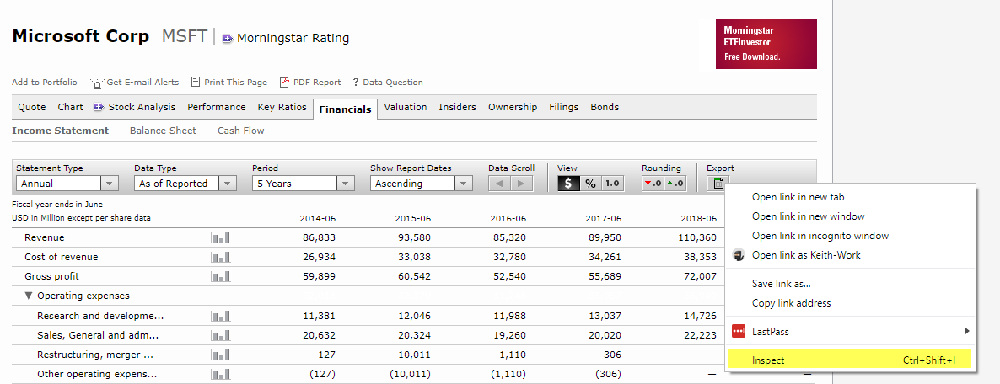 Microsoft Corp MSFT Morningstar Rating
Morningstar
ETFInvestor
Free Download.
Add to Portfolio Get E-mail Alerts Print This Page PDF Report ? Data Question
Quote Chart Stock Analysis Performance Key Ratios Financials Valuation Insiders Ownership Filings Bonds
Income Statement Balance Sheet Cash Flow
Statement Type Data Type Period Show Report Dates Data Scroll View Rounding Export
Annual As of Reported 5 Years Ascending $ % 1.0 .0 .0
Fiscal year ends in June
USD in Million except per share data 2014-06 2015-06 2016-06 2017-06 2018-06
Revenue 86,833 93,580 85,320 89,950 110,360
Cost of revenue 26,934 33,038 32,780 34,261 38,353
Gross profit 59,899 60,542 52,540 55,689 72,007
▼ Operating expenses
Research and developme... 11,381 12,046 11,988 13,037 14,726
Sales, General and adm... 20,632 20,324 19,260 20,020 22,223
Restructuring, merger ... 127 10,011 1,110 306 —
Other operating expens... (127) (10,011) (1,110) (306) — —
Open link in new tab
Open link in new window
Open link in incognito window
Open link as Keith-Work
Save link as...
Copy link address
LastPass
Inspect Ctrl+Shift+I